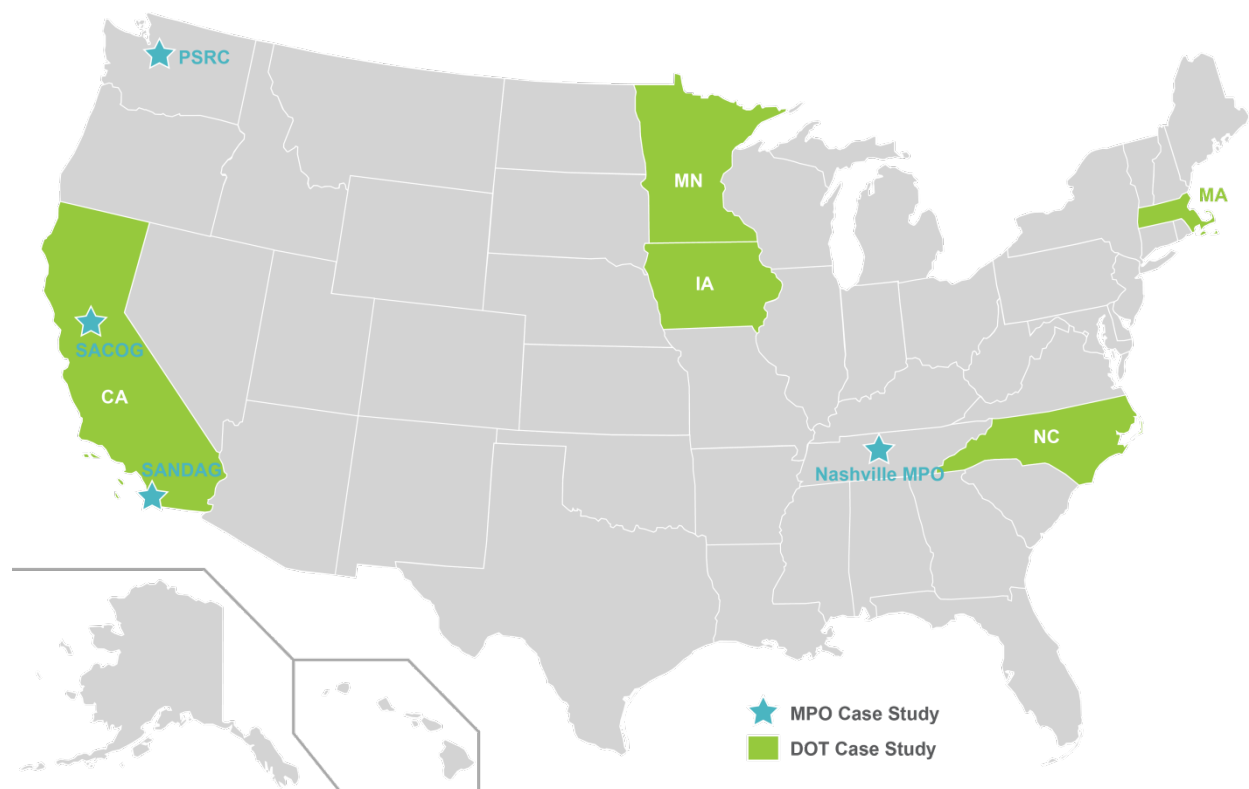 PSRC
MN
MA
IA
SACOG
CA
NC
SANDAG
Nashville MPO
MPO Case Study
DOT Case Study